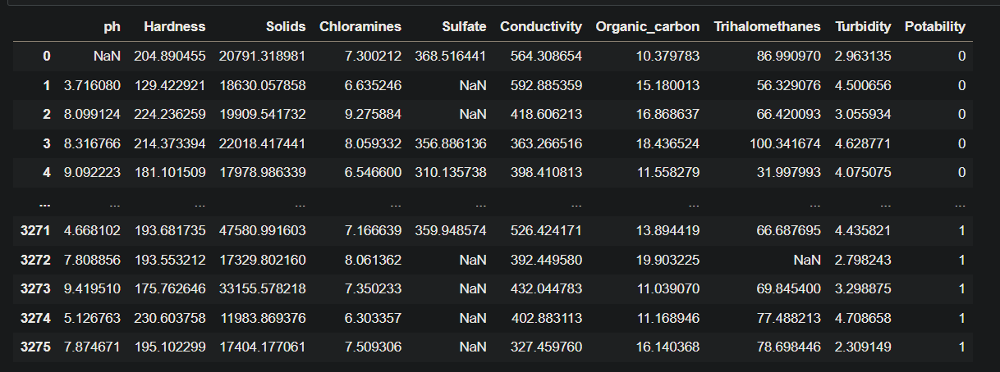 ph Hardness Solids Chloramines Sulfate Conductivity Organic_carbon Trihalomethanes Turbidity Potability
0 NaN 204.890455 20791.318981 7.300212 368.516441 564.308654 10.379783 86.990970 2.963135 0
1 3.716080 129.422921 18630.057858 6.635246 NaN 592.885359 15.180013 56.329076 4.500656 0
2 8.099124 224.236259 19909.541732 9.275884 NaN 418.606213 16.868637 66.420093 3.055934 0
3 8.316766 214.373394 22018.417441 8.059332 356.886136 363.266516 18.436524 100.341674 4.628771 0
4 9.092223 181.101509 17978.986339 6.546600 310.135738 398.410813 11.558279 31.997993 4.075075 0
... ... ... ... ... ... ... ... ... ... ...
3271 4.668102 193.681735 47580.991603 7.166639 359.948574 526.424171 13.894419 66.687695 4.435821 1
3272 7.808856 193.553212 17329.802160 8.061362 NaN 392.449580 19.903225 NaN 2.798243 1
3273 9.419510 175.762646 33155.578218 7.350233 NaN 432.044783 11.039070 69.845400 3.298875 1
3274 5.126763 230.603758 11983.869376 6.303357 NaN 402.883113 11.168946 77.488213 4.708658 1
3275 7.874671 195.102299 17404.177061 7.509306 NaN 327.459760 16.140368 78.698446 2.309149 1